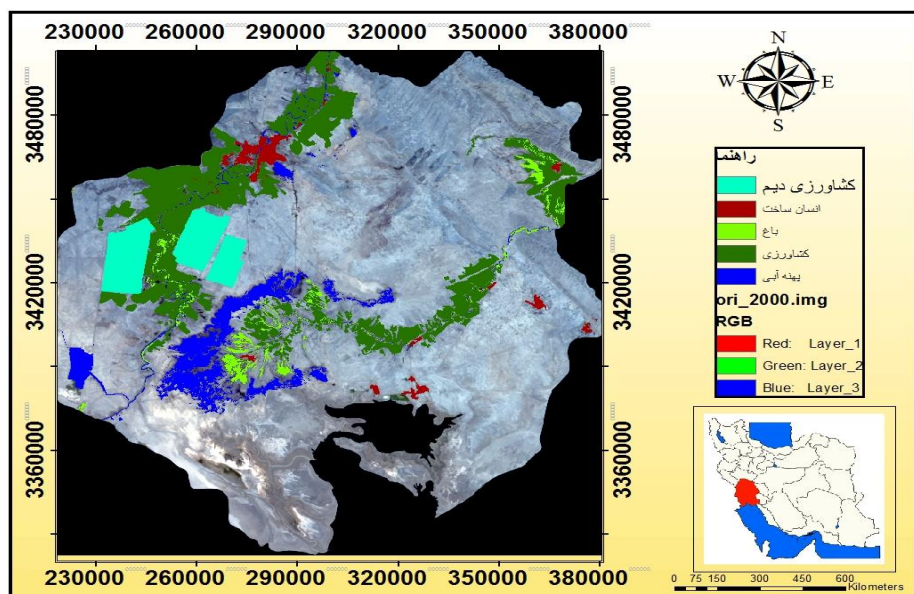 230000 260000 290000 320000 350000 380000
3480000
3420000
3360000
3480000
3420000
3360000
230000 260000 290000 320000 350000 380000
N
W E
S
راهنما
کشاورزی دیم
انسان ساخت
باغ
کشاورزی
پهنه آبی
ori_2000.img
RGB
Red: Layer_1
Green: Layer_2
Blue: Layer_3
0 75 150 300 450 600
Kilometers